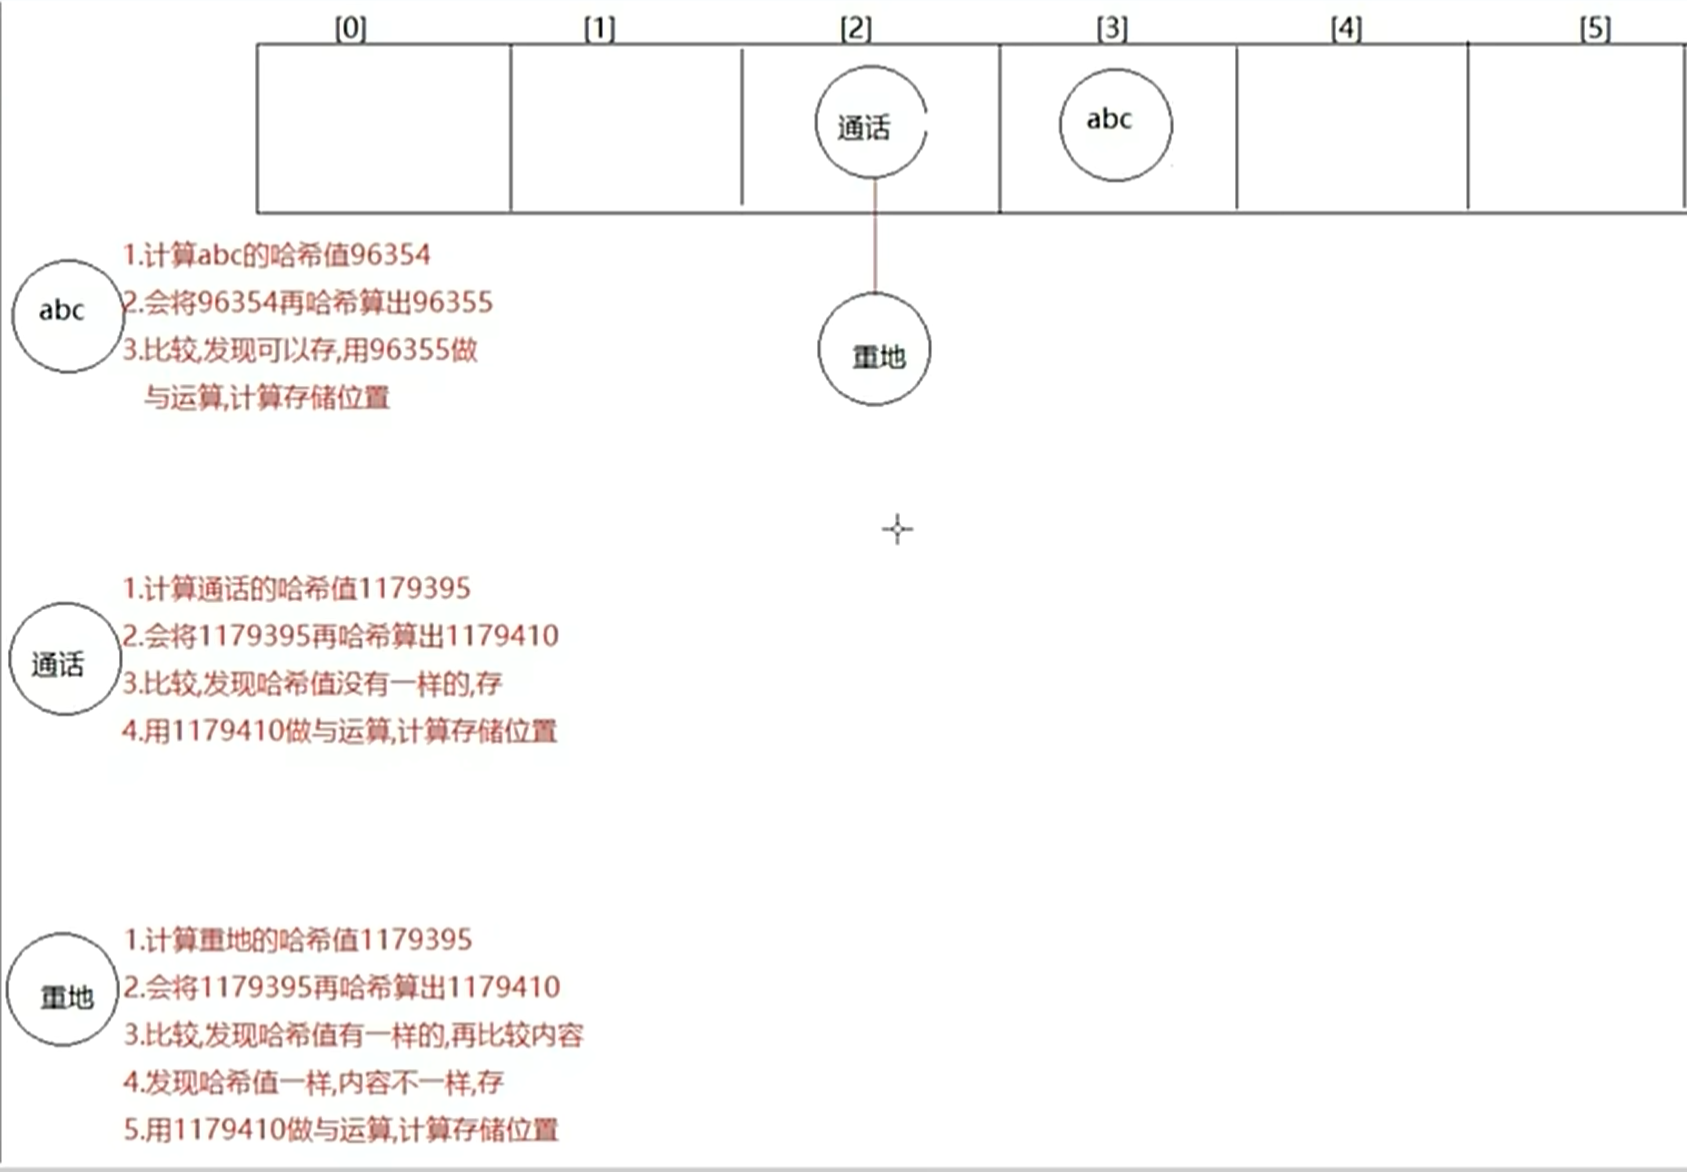 [0] [1] [2] [3] [4] [5]
通话 abc
重地
abc
1.计算abc的哈希值96354
2.会将96354再哈希算出96355
3.比较,发现可以存,用96355做
与运算,计算存储位置
通话
1.计算通话的哈希值1179395
2.会将1179395再哈希算出1179410
3.比较,发现哈希值没有一样的,存
4.用1179410做与运算,计算存储位置
重地
1.计算重地的哈希值1179395
2.会将1179395再哈希算出1179410
3.比较,发现哈希值有一样的,再比较内容
4.发现哈希值一样,内容不一样,存
5.用1179410做与运算,计算存储位置